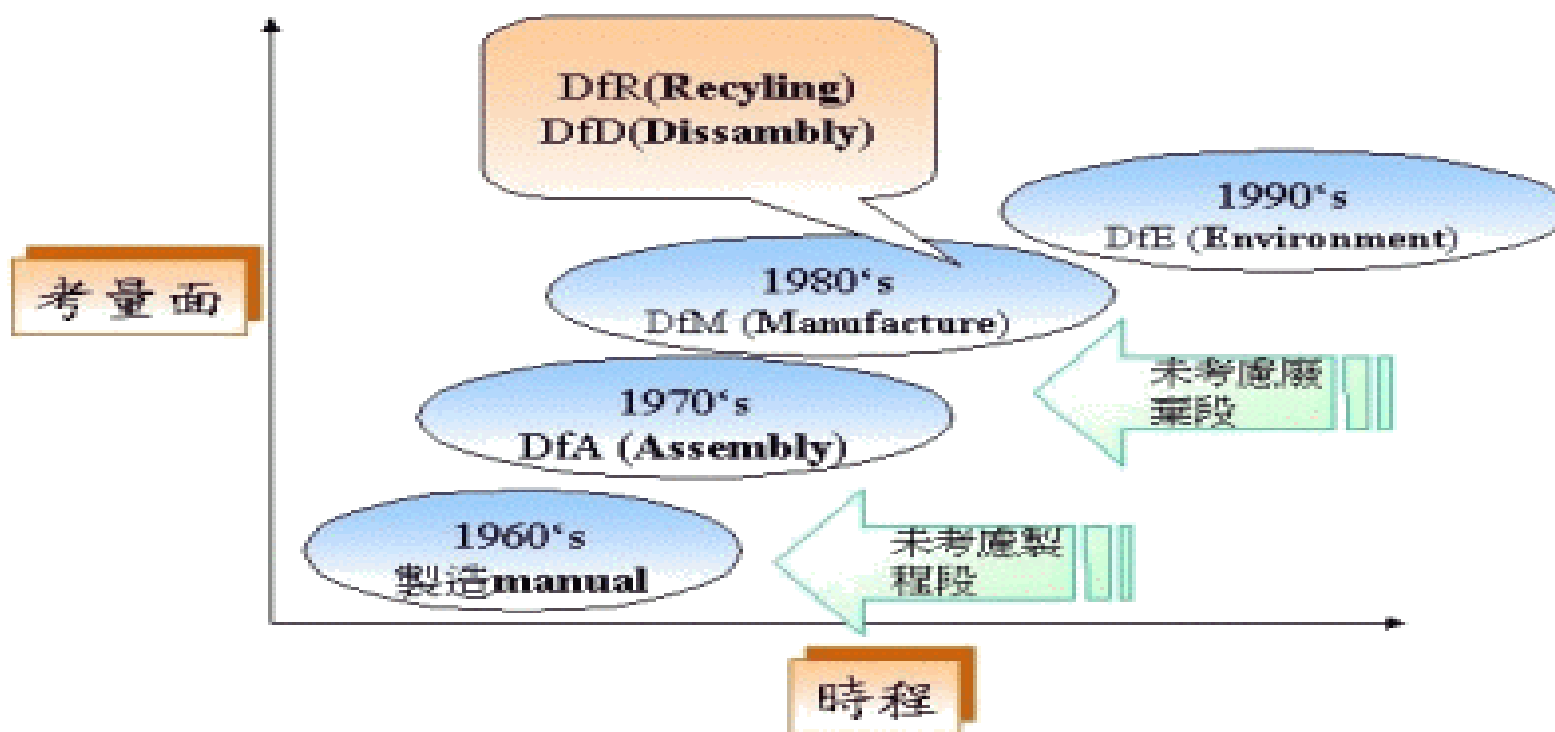 DfR(Recyling)
DfD(Dissambly)
1990‘s
DfE (Environment)
考量面
1980‘s
DfM (Manufacture)
未考慮廢
棄段
1970‘s
DfA (Assembly)
1960‘s
製造manual
未考慮製
程段
時程